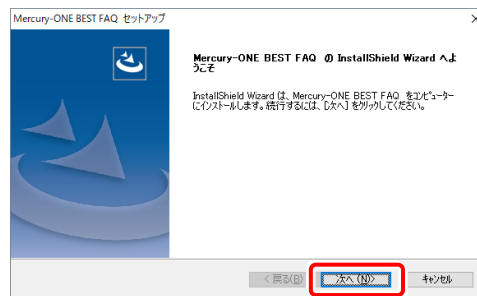 Mercury-ONE BEST FAQ セットアップ
Mercury-ONE BEST FAQ の InstallShield Wizard へよ
うこそ
InstallShield Wizard は、Mercury-ONE BEST FAQ をコンピューター
にインストールします。続行するには、[次へ] をクリックしてください。
< 戻る(B)
次へ (N)>
キャンセル